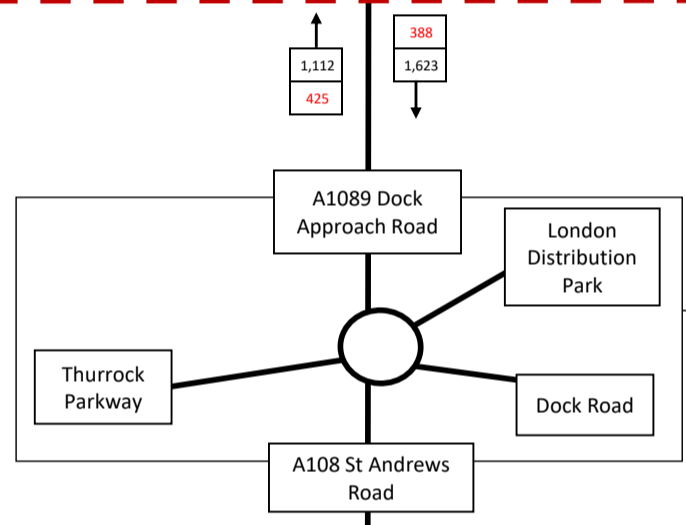 388
1,112
1,623
425
A1089 Dock
Approach Road
London
Distribution
Park
Thurrock
Parkway
Dock Road
A108 St Andrews
Road